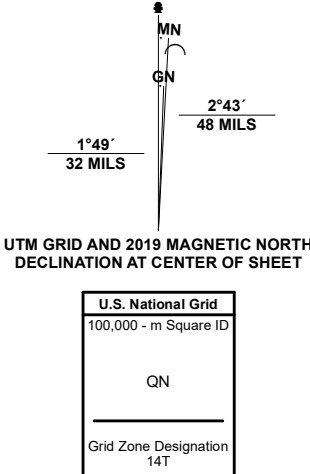 MN
GN
2°43´
48 MILS
1°49´
32 MILS
UTM GRID AND 2019 MAGNETIC NORTH
DECLINATION AT CENTER OF SHEET
U.S. National Grid
100,000 - m Square ID
QN
Grid Zone Designation
14T